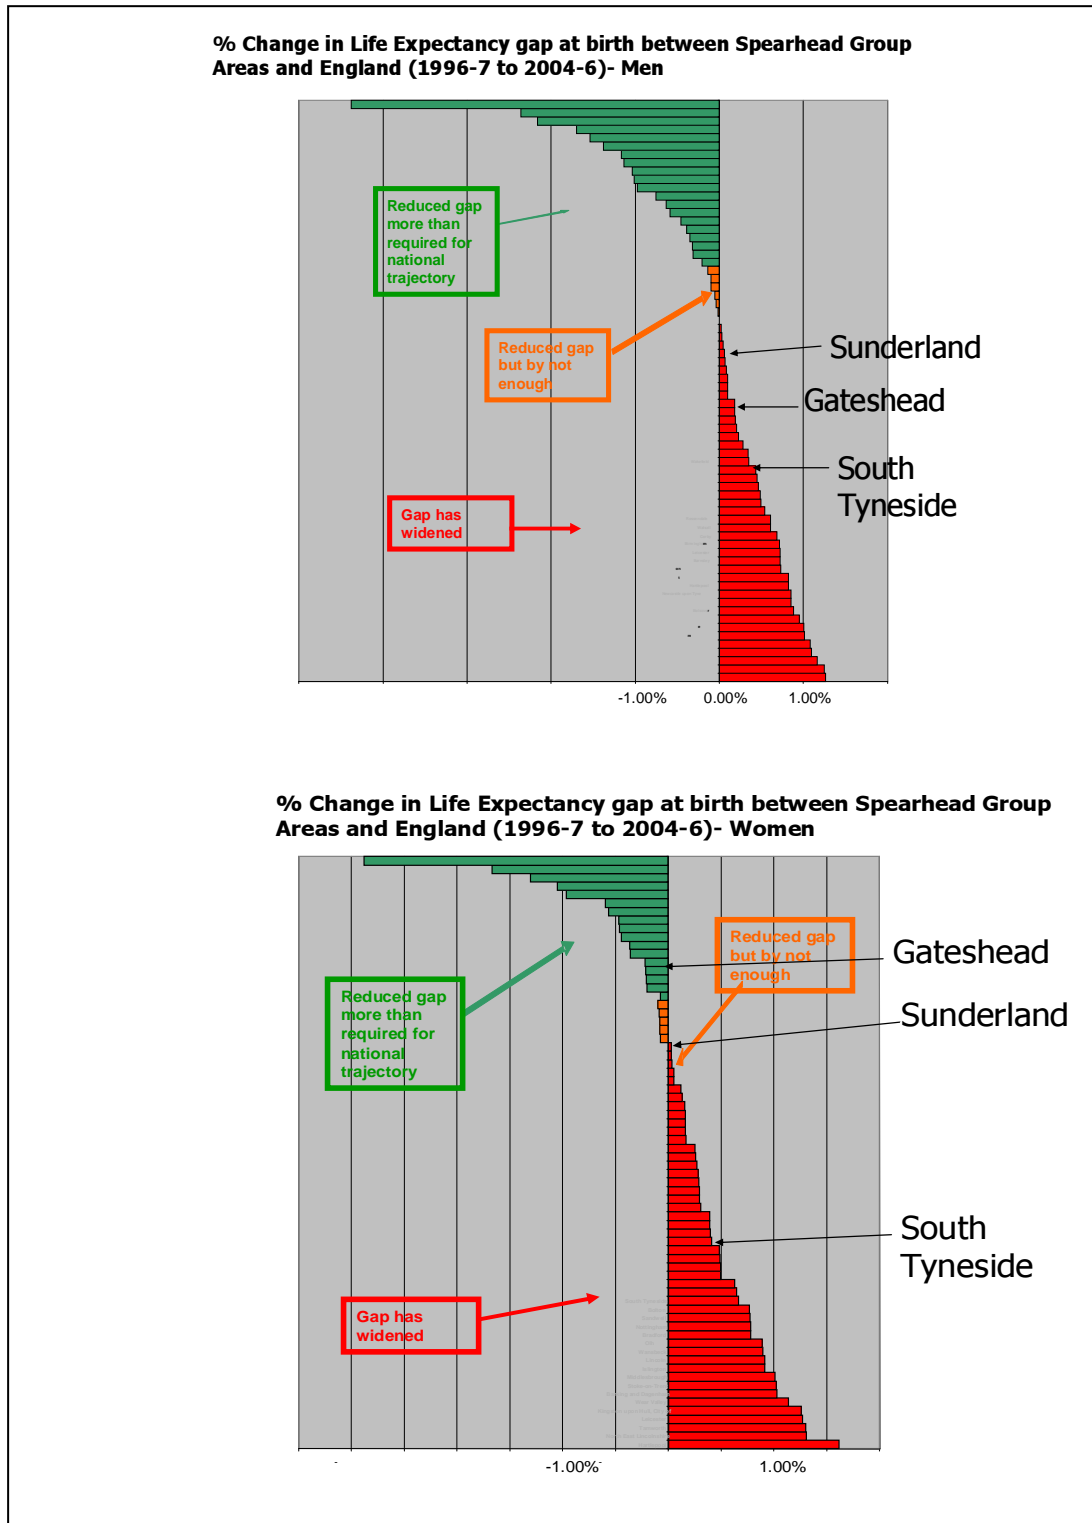 % Change in Life Expectancy gap at birth between Spearhead Group
Areas and England (1996-7 to 2004-6)- Men
Reduced gap
more than
required for
national
trajectory
Reduced gap
but by not
enough
Sunderland
Gateshead
South
Tyneside
Gap has
widened
-1.00% 0.00% 1.00%
% Change in Life Expectancy gap at birth between Spearhead Group
Areas and England (1996-7 to 2004-6)- Women
Reduced gap
but by not
enough
Gateshead
Reduced gap
more than
required for
national
trajectory
Sunderland
South
Tyneside
Gap has
widened
-1.00% 1.00%